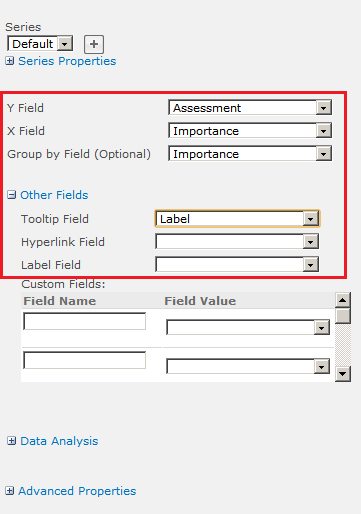 Series
Default
Series Properties
Y Field Assessment
X Field Importance
Group by Field (Optional) Importance
Other Fields
Tooltip Field Label
Hyperlink Field
Label Field
Custom Fields:
Field Name Field Value
Data Analysis
Advanced Properties